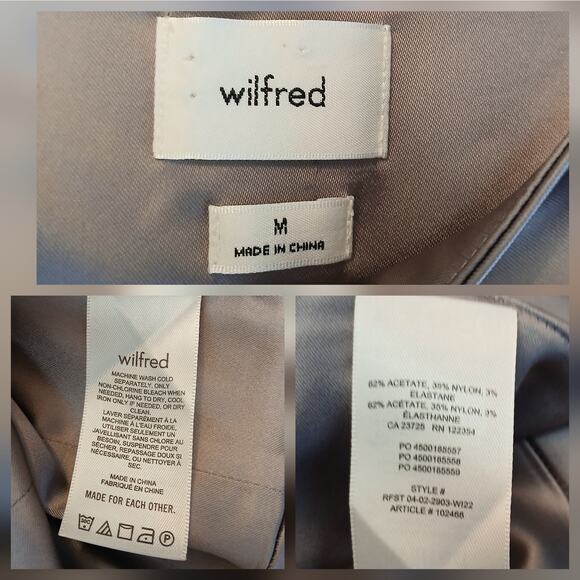 wilfred
M
MADE IN CHINA
wilfred
MACHINE WASH COLD
SEPARATELY, ONLY
NON-CHLORINE BLEACH WHEN
NEEDED, HANG TO DRY, COOL
IRON ONLY IF NEEDED, OR DRY
CLEAN.
LAVER SÉPARÉMENT À LA
MACHINE À L'EAU FROIDE,
UTILISER SEULEMENT UN
JAVELLISANT SANS CHLORE AU
BESOIN, SUSPENDRE POUR
SÉCHER, REPASSAGE DOUX SI
NÉCESSAIRE, OU NETTOYER À
SEC.
MADE IN CHINA
FABRIQUÉ EN CHINE
MADE FOR EACH OTHER.
62% ACETATE, 35% NYLON, 3%
ELASTANE
62% ACÉTATE, 35% NYLON, 3%
ÉLASTHANNE
CA 23728 RN 122354
PO 4500185557
PO 4500185558
PO 4500185559
STYLE #
RFST 04-02-2903-WI22
ARTICLE # 102466